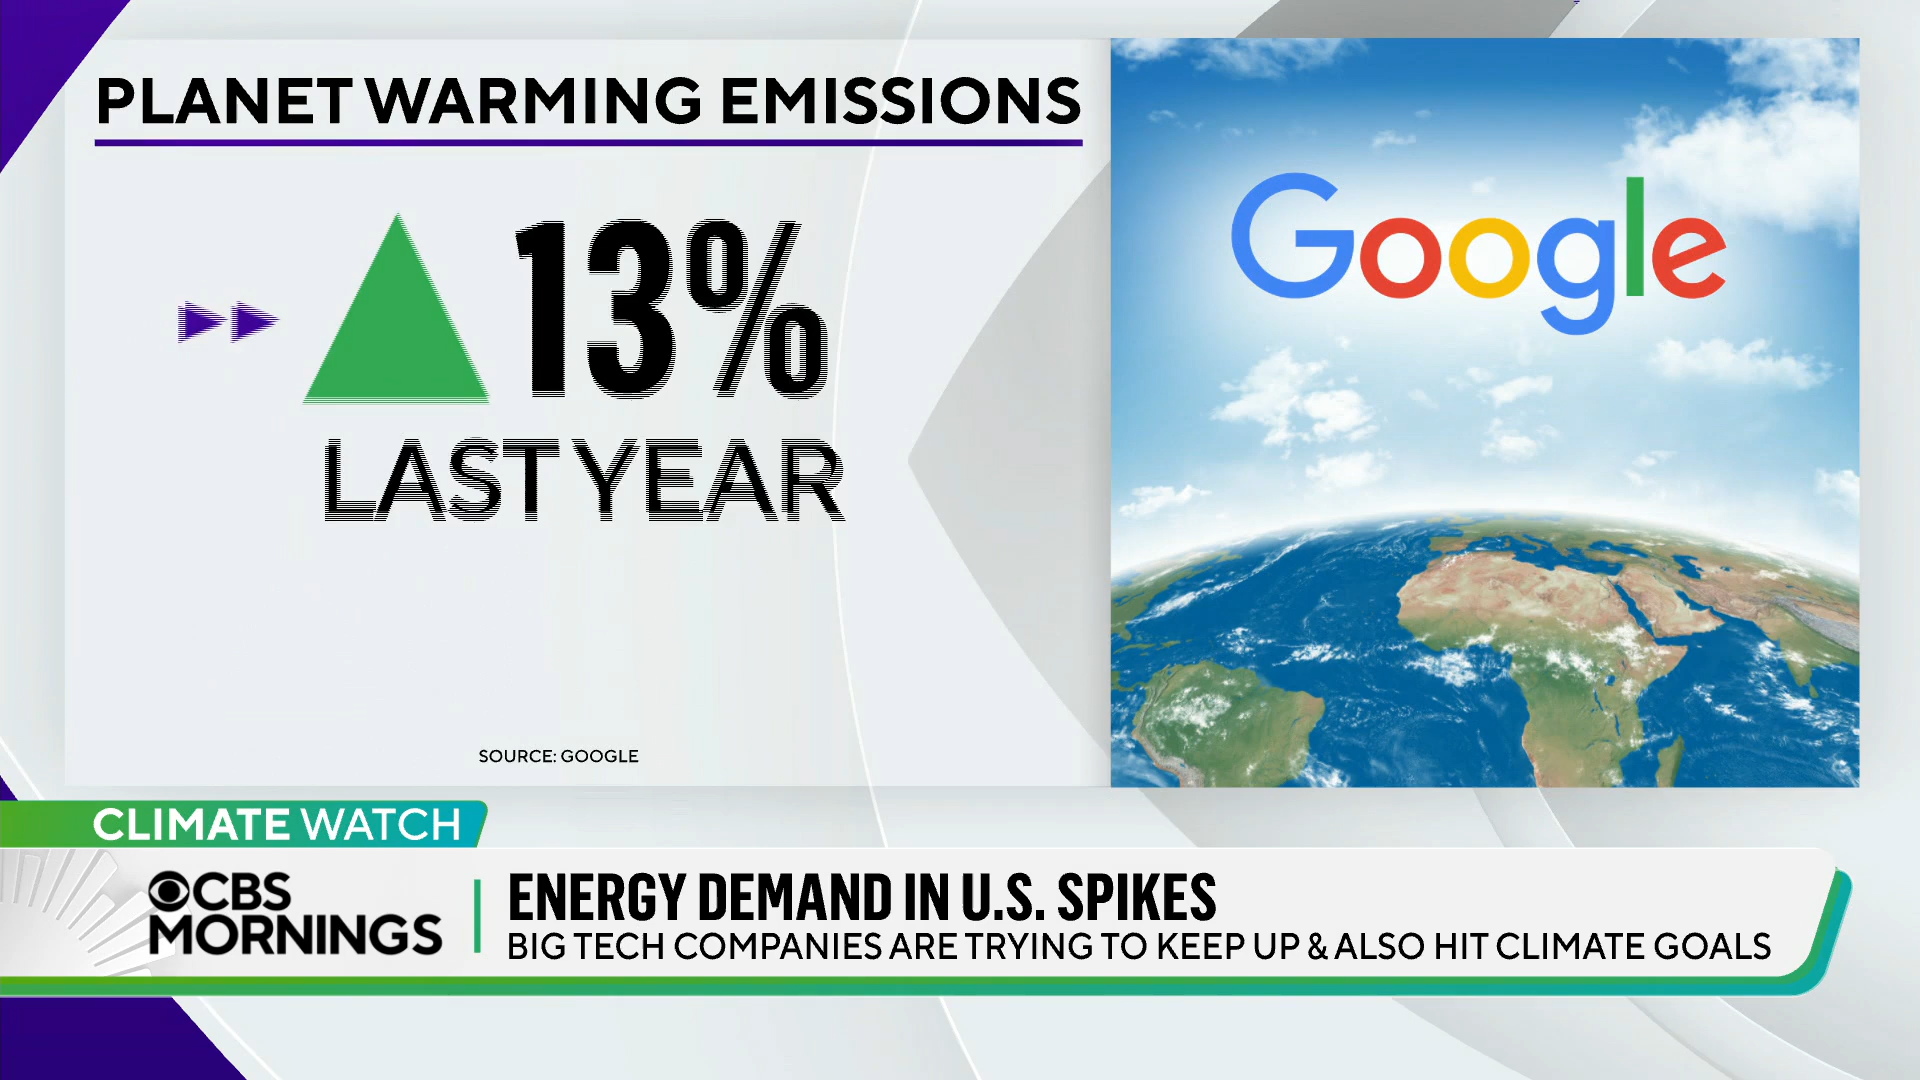 PLANET WARMING EMISSIONS
13%
LAST YEAR
SOURCE: GOOGLE
Google
CLIMATE WATCH
CBS
MORNINGS
ENERGY DEMAND IN U.S. SPIKES
BIG TECH COMPANIES ARE TRYING TO KEEP UP & ALSO HIT CLIMATE GOALS